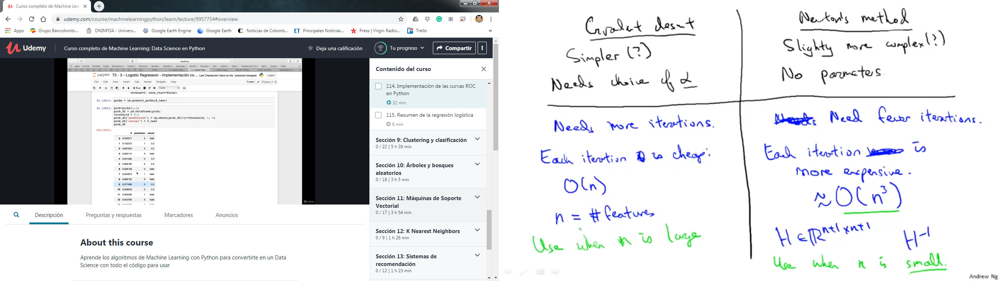 Curso completo de Machine Lear
udemy.com/course/machinelearningpython/learn/lecture/9957754#overview
Apps Grupo Bancolombi... DNINFOA - Univers... Google Earth Engine Google Earth Noticias de Colomb... Principales Noticias... Press | Virgin Radio... Trello »
Udemy Curso completo de Machine Learning: Data Science en Python Deja una calificación Tu progreso Compartir
localhost
jupyter T5 - 3 - Logistic Regression - Implementación co... Last Checkpoint: hace un día (unsaved changes) Logout
File Edit View Insert Cell Kernel Widgets Help Trusted Python 3
Run Code
verbose=0, warm_start=False)
In [261]: probs = lm.predict_proba(X_test)
In [262]: prob=probs[:,1]
prob_df = pd.DataFrame(prob)
threshold = 0.1
prob_df["prediction"] = np.where(prob_df[0]>=threshold, 1, 0)
prob_df["actual"] = Y_test
prob_df
Out[262]:
0 prediction actual
0 0.045371 0 NaN
1 0.162373 1 0.0
2 0.067554 0 0.0
3 0.062144 0 NaN
4 0.041582 0 0.0
5 0.026165 0 0.0
6 0.026193 0 NaN
7 0.203873 1 NaN
8 0.060122 0 NaN
9 0.077980 0 0.0
10 0.058978 0 NaN
11 0.355433 1 NaN
12 0.043764 0 NaN
Udemy
Contenido del curso
114. Implementación de las curvas ROC
en Python
32 min
115. Resumen de la regresión logística
6 min
Sección 9: Clustering y clasificación
0 / 22 | 5 h 39 min
Sección 10: Árboles y bosques
aleatorios
0 / 18 | 3 h 5 min
Sección 11: Máquinas de Soporte
Vectorial
0 / 17 | 3 h 54 min
Sección 12: K Nearest Neighbors
0 / 9 | 1 h 26 min
Sección 13: Sistemas de
recomendación
0 / 12 | 1 h 23 min
Descripción Preguntas y respuestas Marcadores Anuncios
About this course
Aprende los algoritmos de Machine Learning con Python para convertirte en un Data
Science con todo el código para usar
Gradient descent
Simpler (?)
Needs choice of α
Needs more iterations.
Each iteration is cheap:
O(n)
n = # features
Use when n is large
Newton's method
Slighty more complex(?)
No parmaters.
Need fewer iterations.
Each iteration is
more expensive.
≈ O(n³)
H ∈ ℝⁿ⁺¹ ˣ ⁿ⁺¹ H⁻¹
Use when n is small.
Andrew Ng